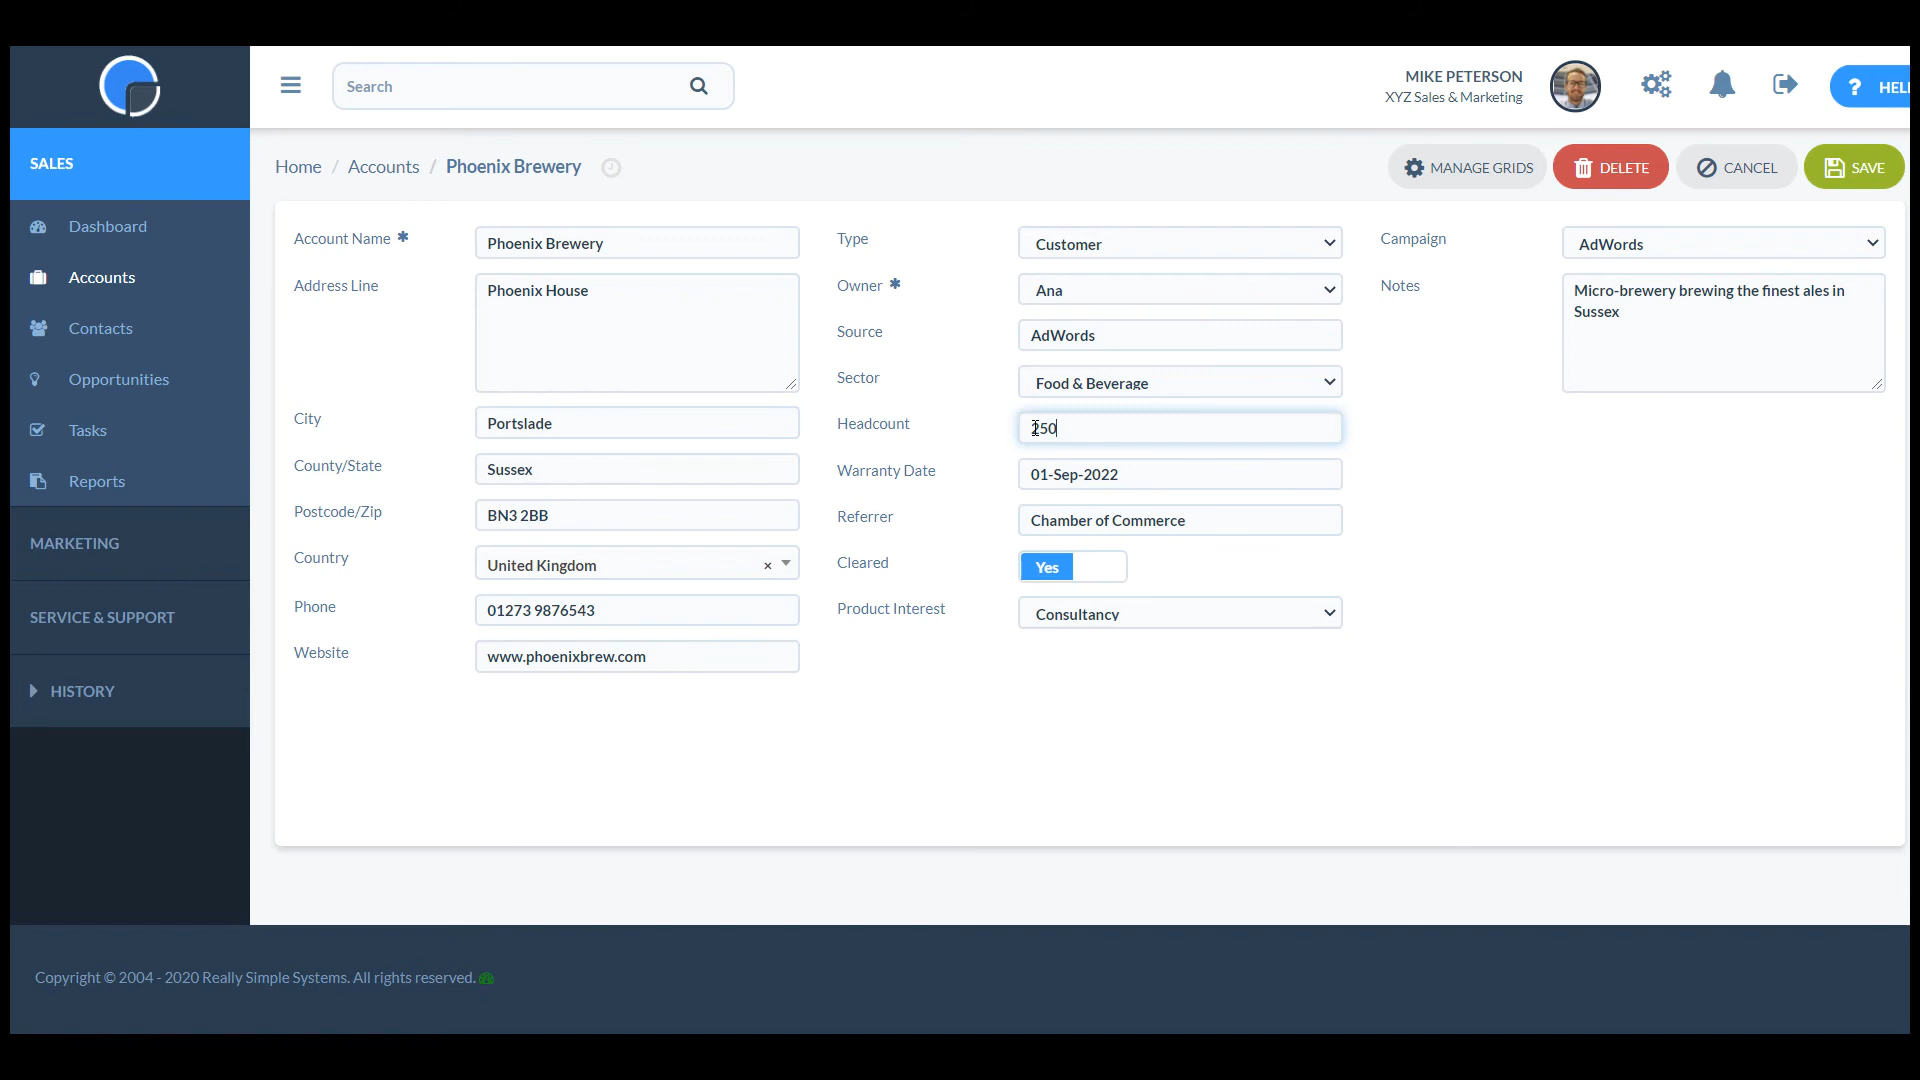 Search
MIKE PETERSON
XYZ Sales & Marketing
SALES
Home / Accounts / Phoenix Brewery
MANAGE GRIDS
DELETE
CANCEL
SAVE
Dashboard
Accounts
Contacts
Opportunities
Tasks
Reports
MARKETING
SERVICE & SUPPORT
HISTORY
Account Name *
Phoenix Brewery
Address Line
Phoenix House
City
Portslade
County/State
Sussex
Postcode/Zip
BN3 2BB
Country
United Kingdom ×
Phone
01273 9876543
Website
www.phoenixbrew.com
Type
Customer
Owner *
Ana
Source
AdWords
Sector
Food & Beverage
Headcount
Warranty Date
01-Sep-2022
Referrer
Chamber of Commerce
Cleared
Yes
Product Interest
Consultancy
Campaign
AdWords
Notes
Micro-brewery brewing the finest ales in
Sussex
Copyright © 2004 - 2020 Really Simple Systems. All rights reserved.